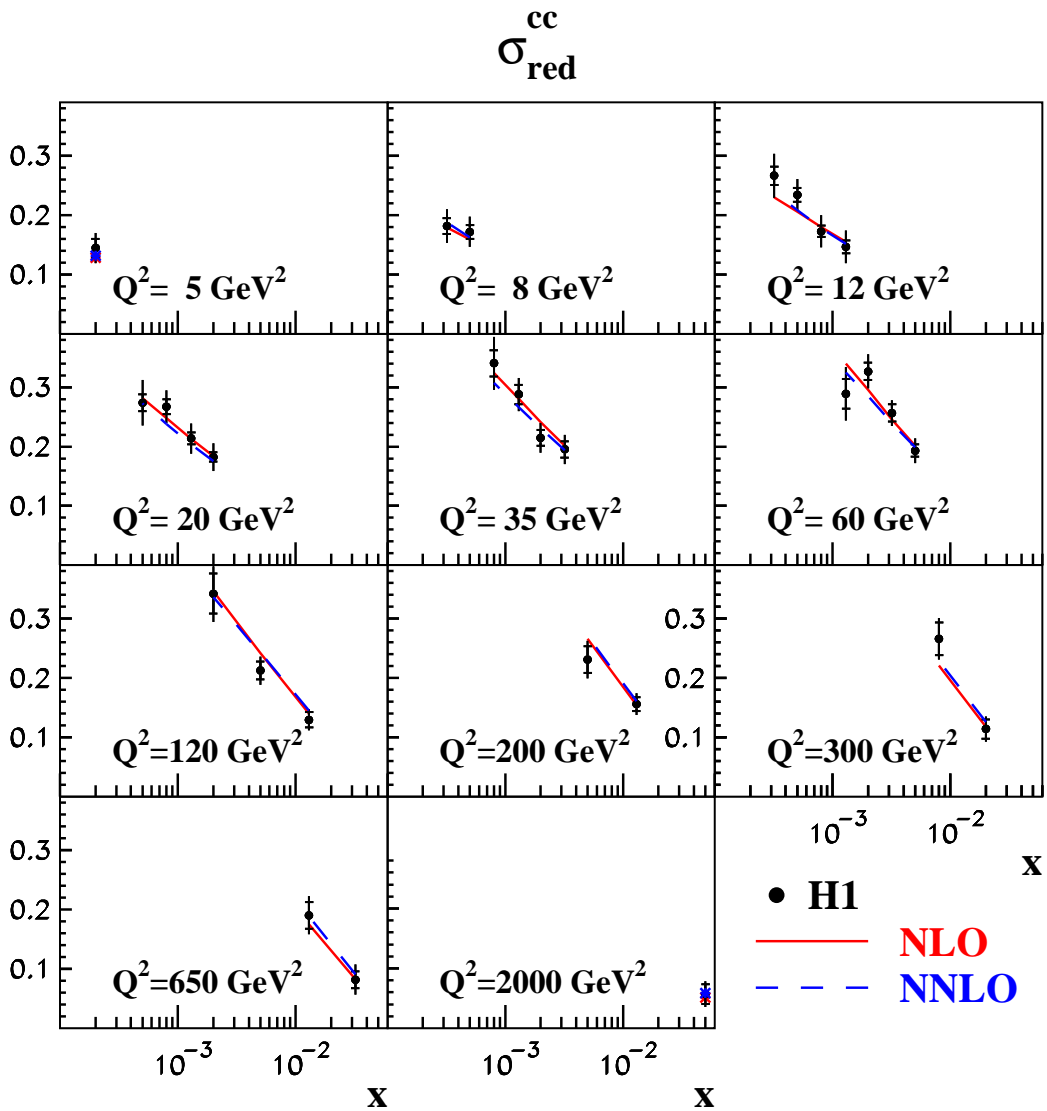 σ_red^cc
0.3
0.2
0.1
Q²= 5 GeV²
Q²= 8 GeV²
Q²= 12 GeV²
0.3
0.2
0.1
Q²= 20 GeV²
Q²= 35 GeV²
Q²= 60 GeV²
0.3
0.2
0.1
Q²=120 GeV²
Q²=200 GeV²
0.3
0.2
0.1
Q²=300 GeV²
10⁻³ 10⁻²
x
0.3
0.2
0.1
Q²=650 GeV²
Q²=2000 GeV²
H1
NLO
NNLO
10⁻³ 10⁻²
x
10⁻³ 10⁻²
x